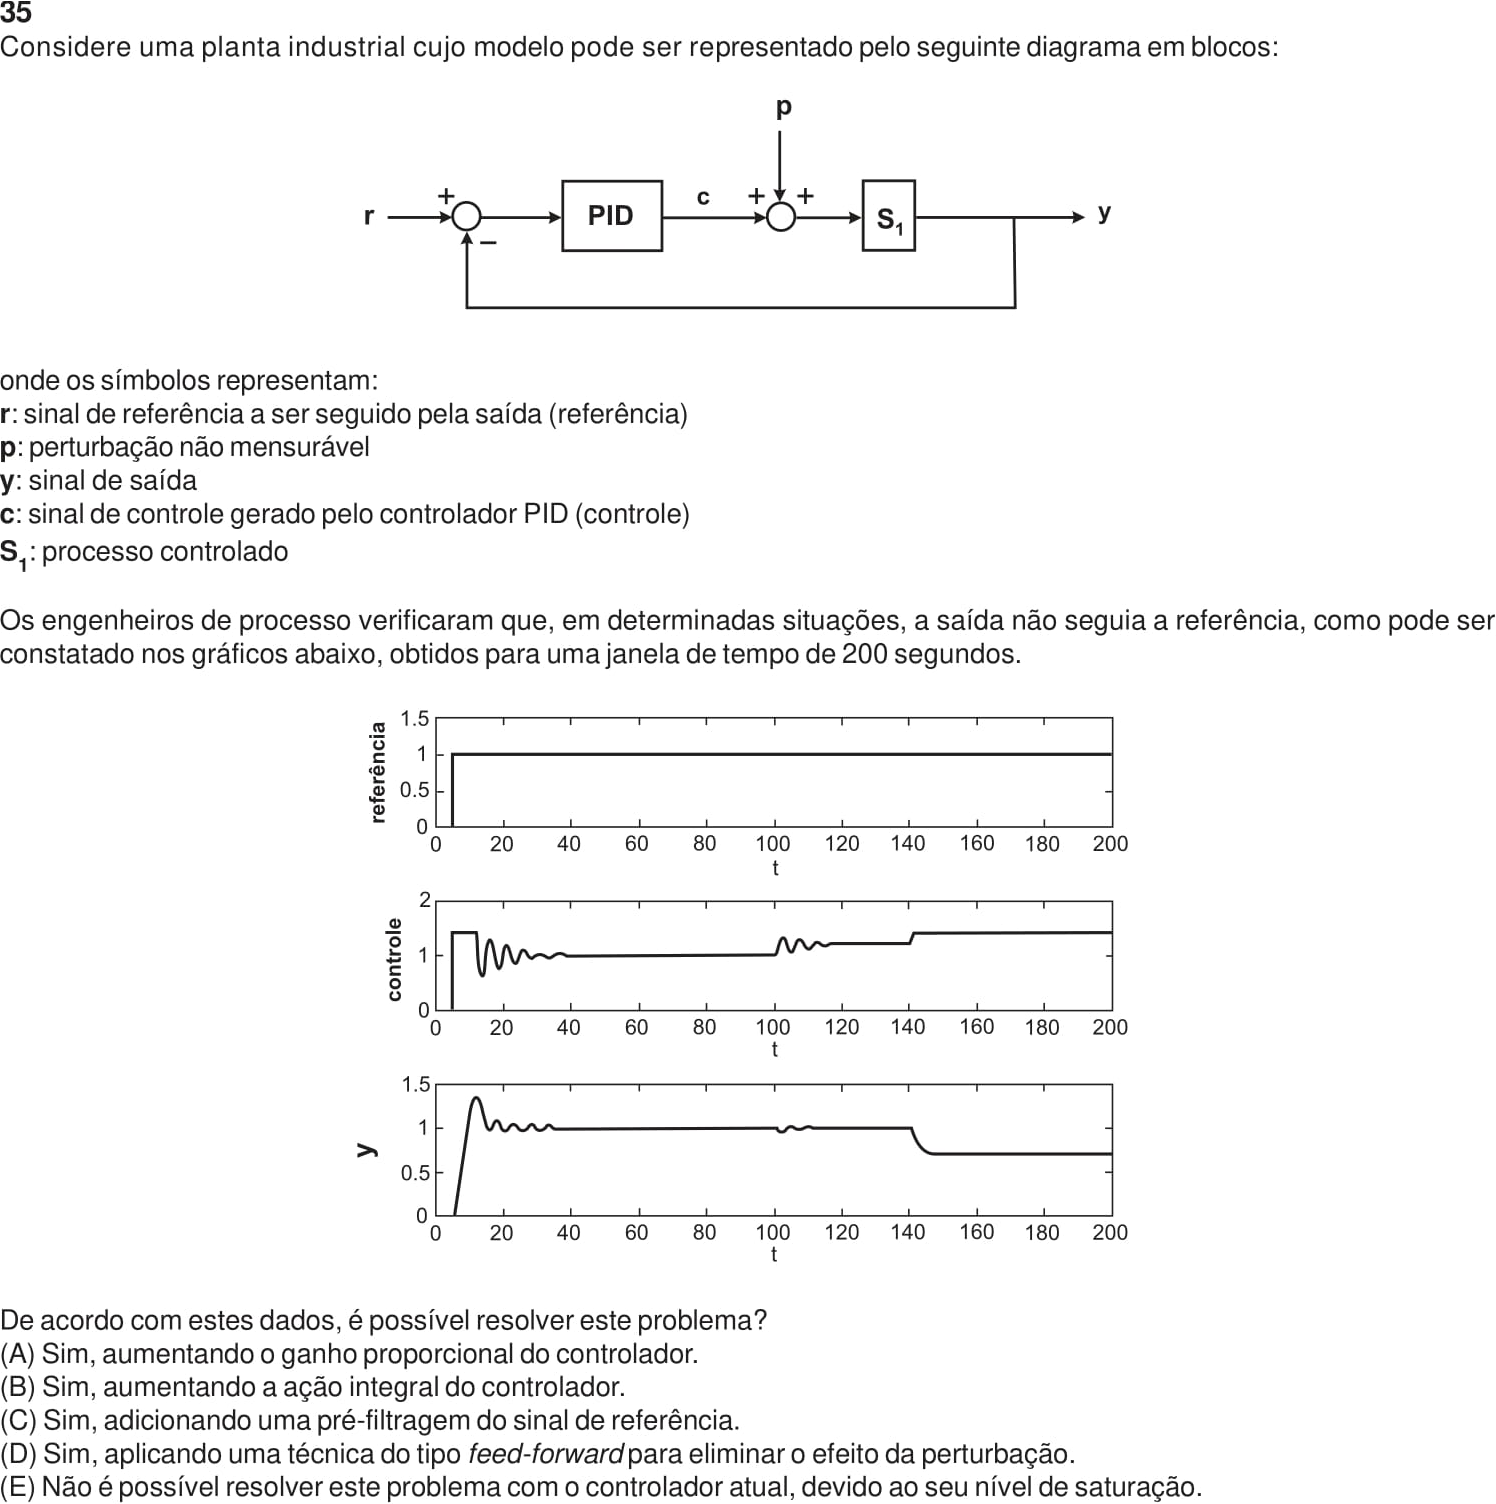 35
Considere uma planta industrial cujo modelo pode ser representado pelo seguinte diagrama em blocos:
p
r + − PID c + + S1 y
onde os símbolos representam:
r: sinal de referência a ser seguido pela saída (referência)
p: perturbação não mensurável
y: sinal de saída
c: sinal de controle gerado pelo controlador PID (controle)
S1: processo controlado
Os engenheiros de processo verificaram que, em determinadas situações, a saída não seguia a referência, como pode ser
constatado nos gráficos abaixo, obtidos para uma janela de tempo de 200 segundos.
referência
1.5
1
0.5
0
0 20 40 60 80 100 120 140 160 180 200
t
controle
2
1
0
0 20 40 60 80 100 120 140 160 180 200
t
y
1.5
1
0.5
0
0 20 40 60 80 100 120 140 160 180 200
t
De acordo com estes dados, é possível resolver este problema?
(A) Sim, aumentando o ganho proporcional do controlador.
(B) Sim, aumentando a ação integral do controlador.
(C) Sim, adicionando uma pré-filtragem do sinal de referência.
(D) Sim, aplicando uma técnica do tipo feed-forward para eliminar o efeito da perturbação.
(E) Não é possível resolver este problema com o controlador atual, devido ao seu nível de saturação.